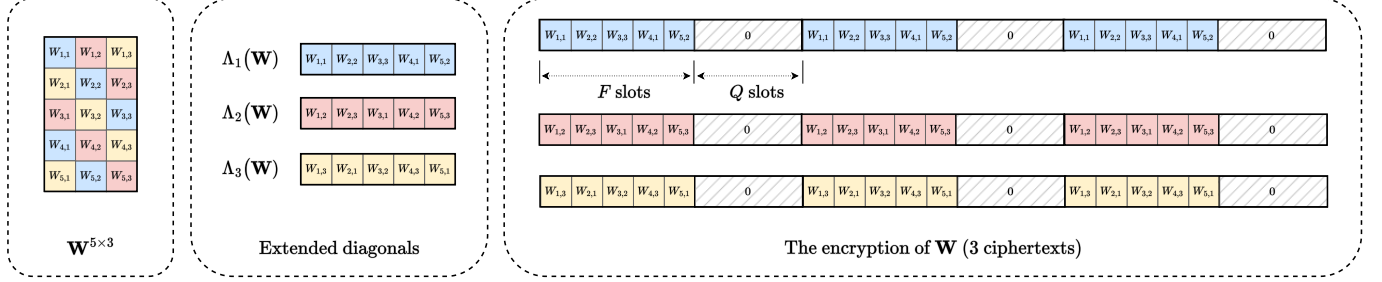 W1,1 W1,2 W1,3
W2,1 W2,2 W2,3
W3,1 W3,2 W3,3
W4,1 W4,2 W4,3
W5,1 W5,2 W5,3
W^{5×3}
Λ1(W) W1,1 W2,2 W3,3 W4,1 W5,2
Λ2(W) W1,2 W2,3 W3,1 W4,2 W5,3
Λ3(W) W1,3 W2,1 W3,2 W4,3 W5,1
Extended diagonals
W1,1 W2,2 W3,3 W4,1 W5,2 0 W1,1 W2,2 W3,3 W4,1 W5,2 0 W1,1 W2,2 W3,3 W4,1 W5,2 0
F slots Q slots
W1,2 W2,3 W3,1 W4,2 W5,3 0 W1,2 W2,3 W3,1 W4,2 W5,3 0 W1,2 W2,3 W3,1 W4,2 W5,3 0
W1,3 W2,1 W3,2 W4,3 W5,1 0 W1,3 W2,1 W3,2 W4,3 W5,1 0 W1,3 W2,1 W3,2 W4,3 W5,1 0
The encryption of W (3 ciphertexts)